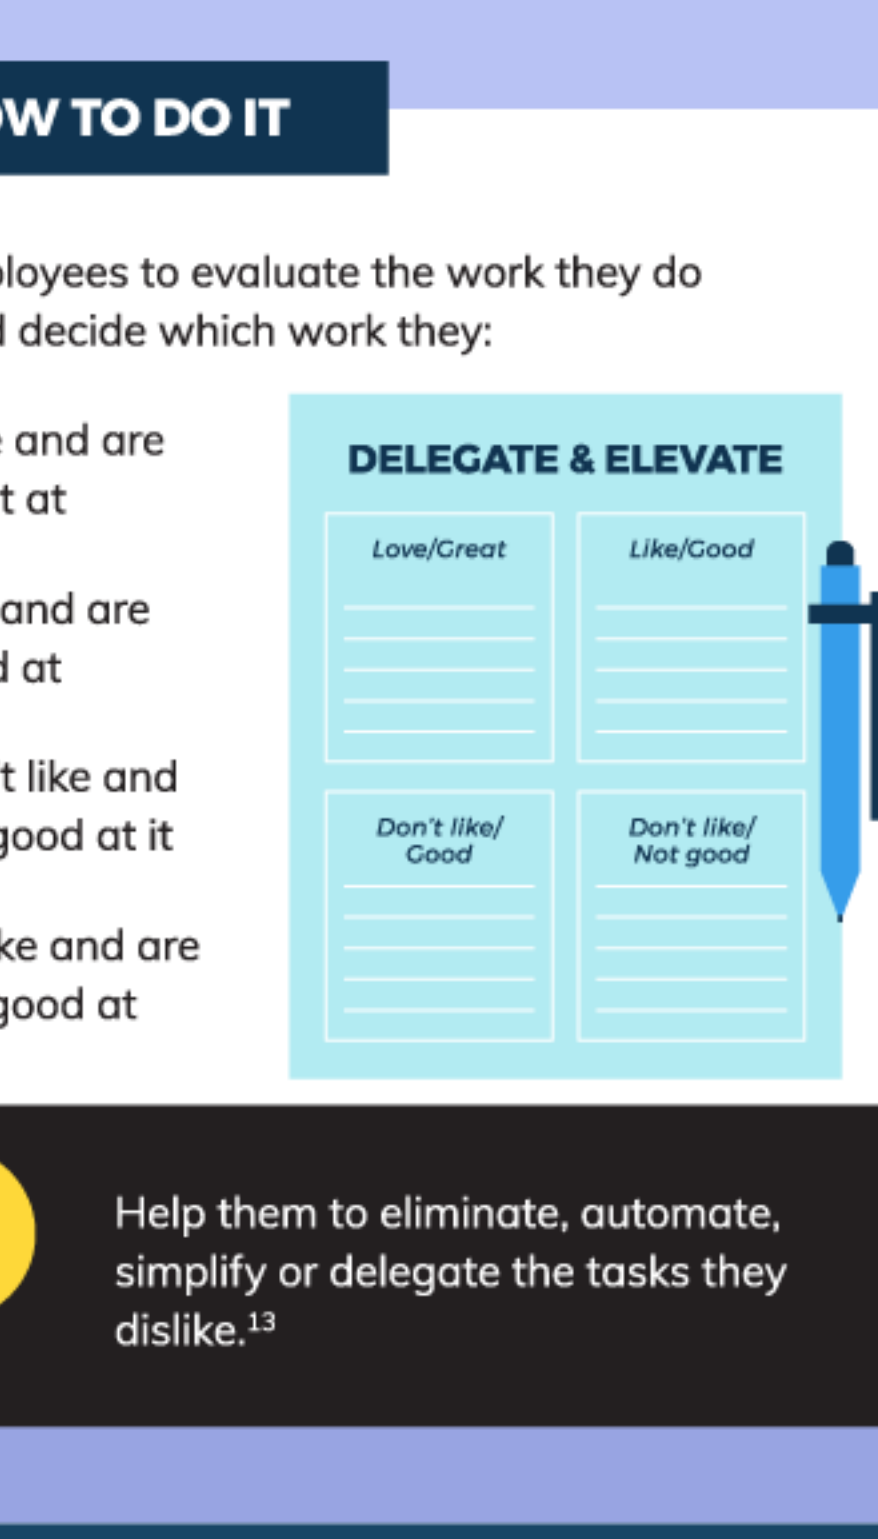 OW TO DO IT
ployees to evaluate the work they do
d decide which work they:
e and are
t at
and are
d at
t like and
good at it
ke and are
good at
DELEGATE & ELEVATE
Love/Great
Like/Good
Don't like/
Good
Don't like/
Not good
Help them to eliminate, automate,
simplify or delegate the tasks they
dislike.13